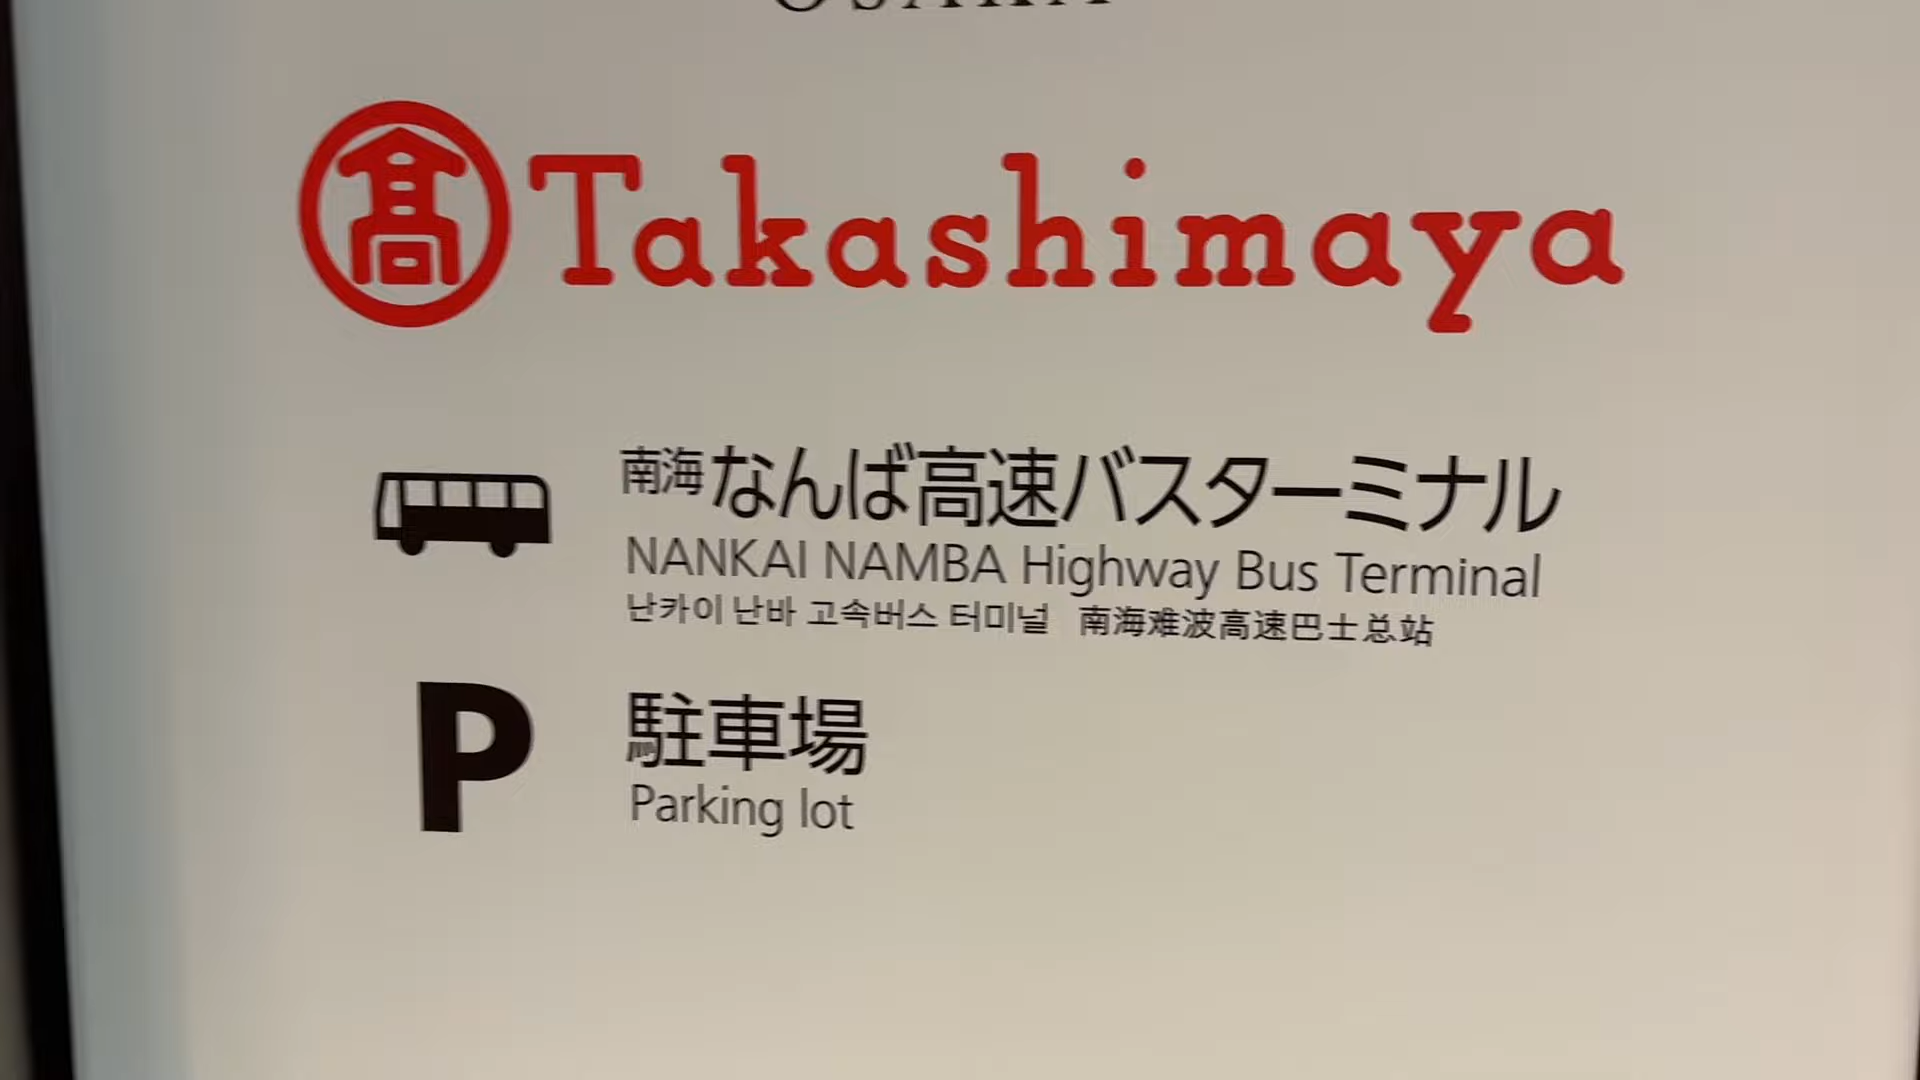 OSAKA
髙 Takashimaya
南海なんば高速バスターミナル
NANKAI NAMBA Highway Bus Terminal
난카이 난바 고속버스 터미널 南海难波高速巴士总站
P 駐車場
Parking lot